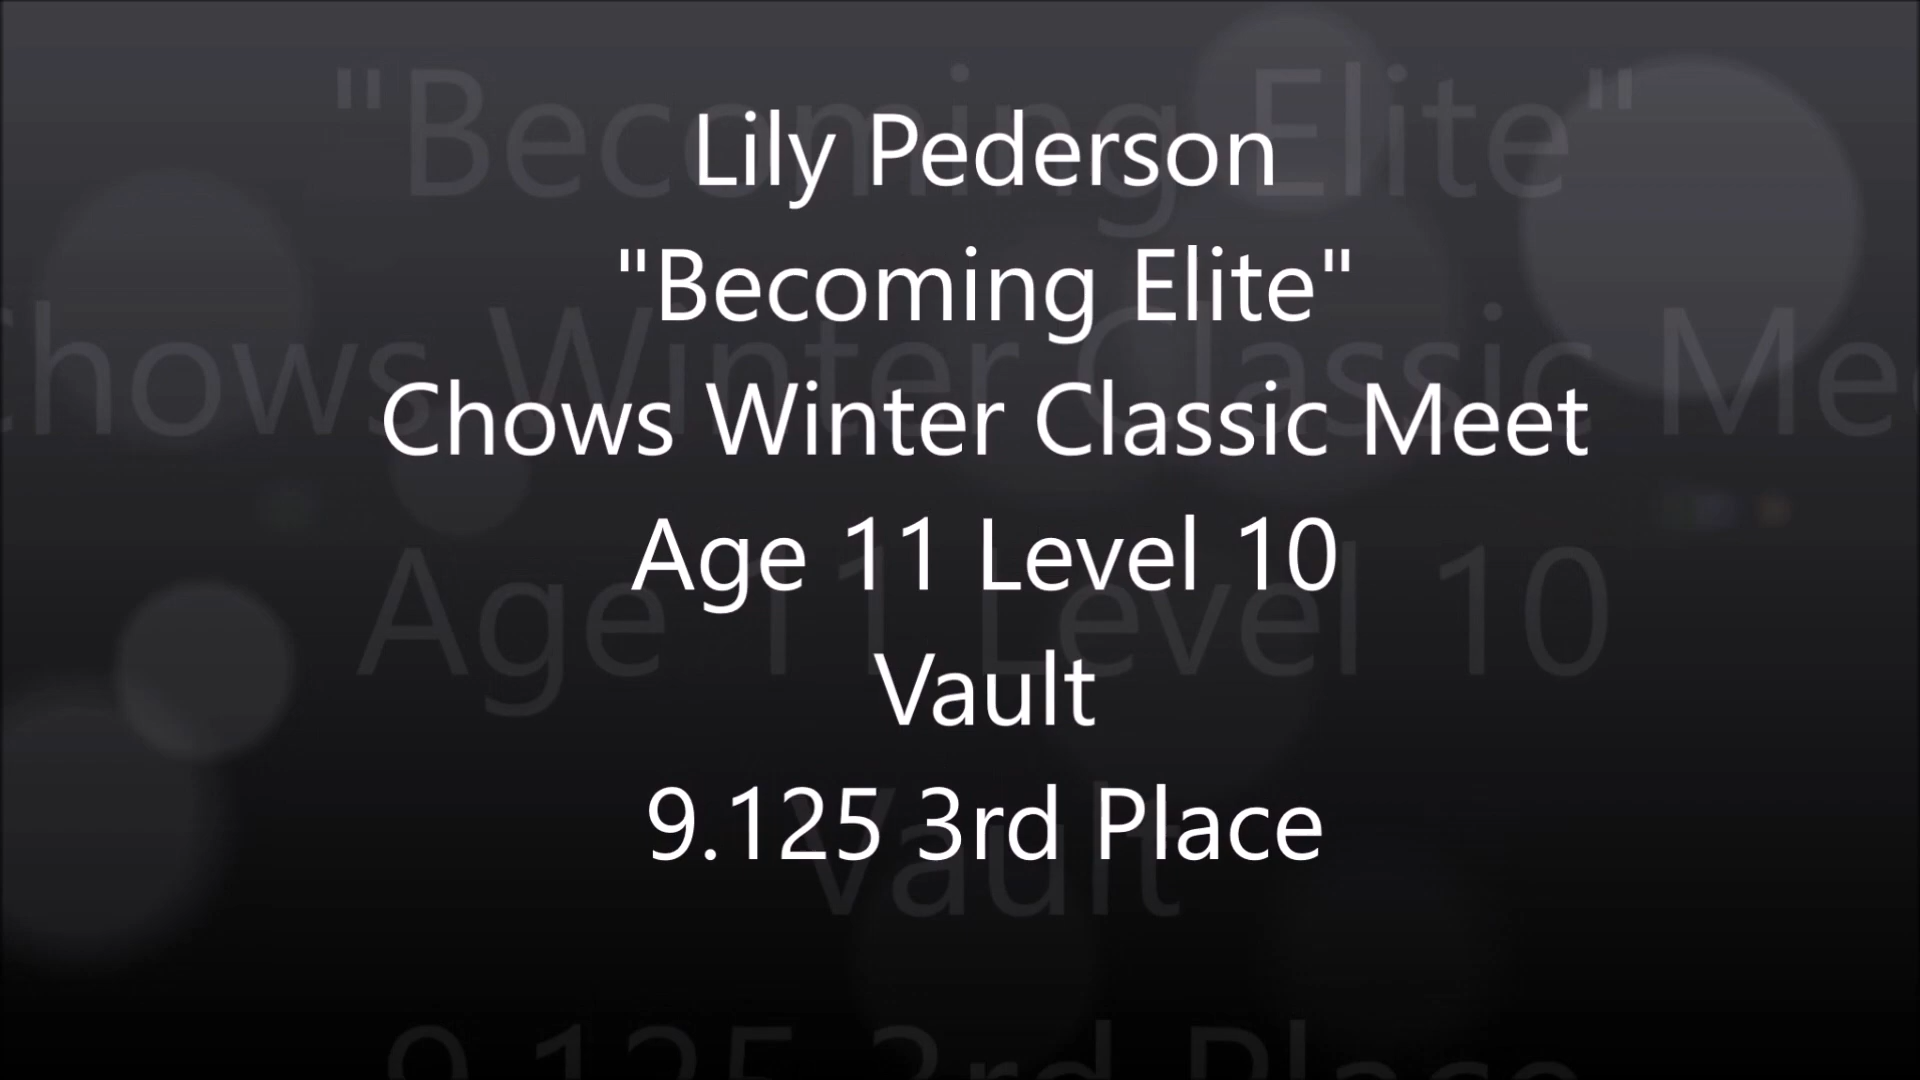 Lily Pederson
"Becoming Elite"
Chows Winter Classic Meet
Age 11 Level 10
Vault
9.125 3rd Place